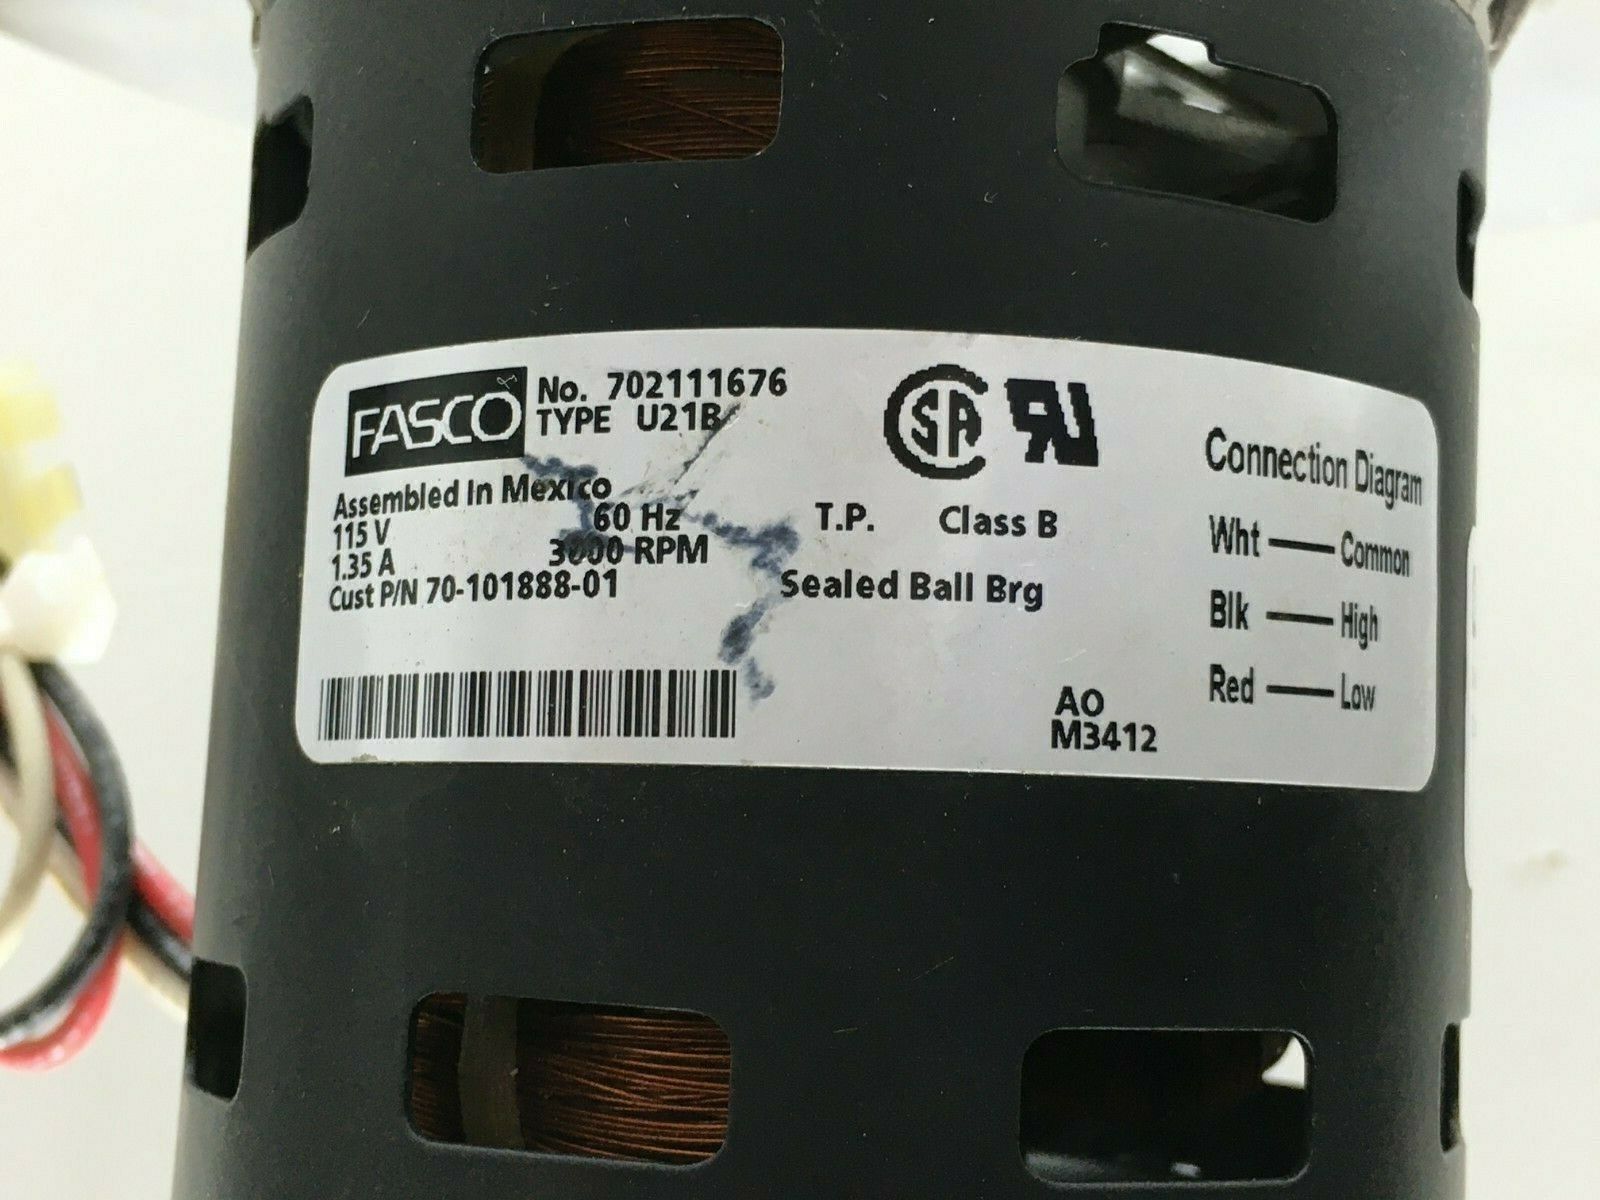 FASCO
No. 702111676
TYPE U21B
Assembled In Mexico
115 V 60 Hz
1.35 A 3000 RPM
Cust P/N 70-101888-01
SA
T.P. Class B
Sealed Ball Brg
AO
M3412
Connection Diagram
Wht — Common
Blk — High
Red — Low